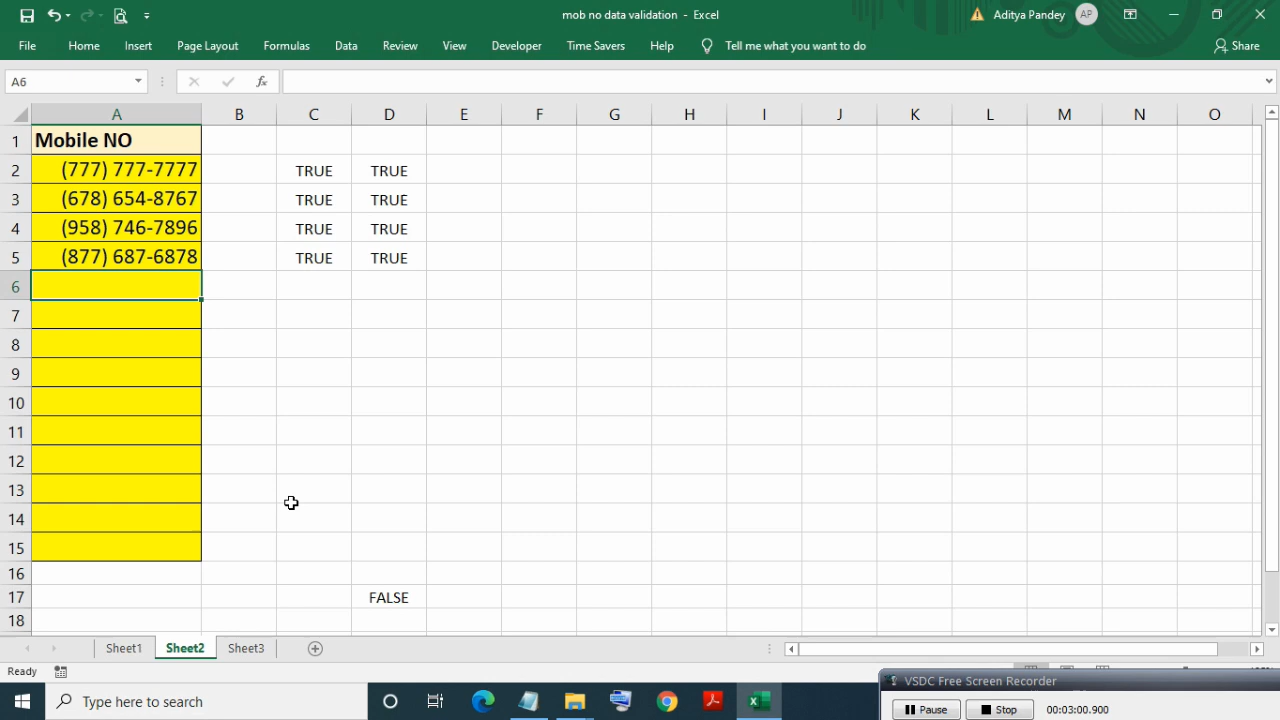 mob no data validation - Excel
Aditya Pandey AP
File Home Insert Page Layout Formulas Data Review View Developer Time Savers Help Tell me what you want to do Share
A6 fx
A B C D E F G H I J K L M N O
1 Mobile NO
2 (777) 777-7777 TRUE TRUE
3 (678) 654-8767 TRUE TRUE
4 (958) 746-7896 TRUE TRUE
5 (877) 687-6878 TRUE TRUE
6
7
8
9
10
11
12
13
14
15
16
17 FALSE
18
Sheet1 Sheet2 Sheet3
Ready
VSDC Free Screen Recorder
Type here to search
Pause Stop 00:03:00.900